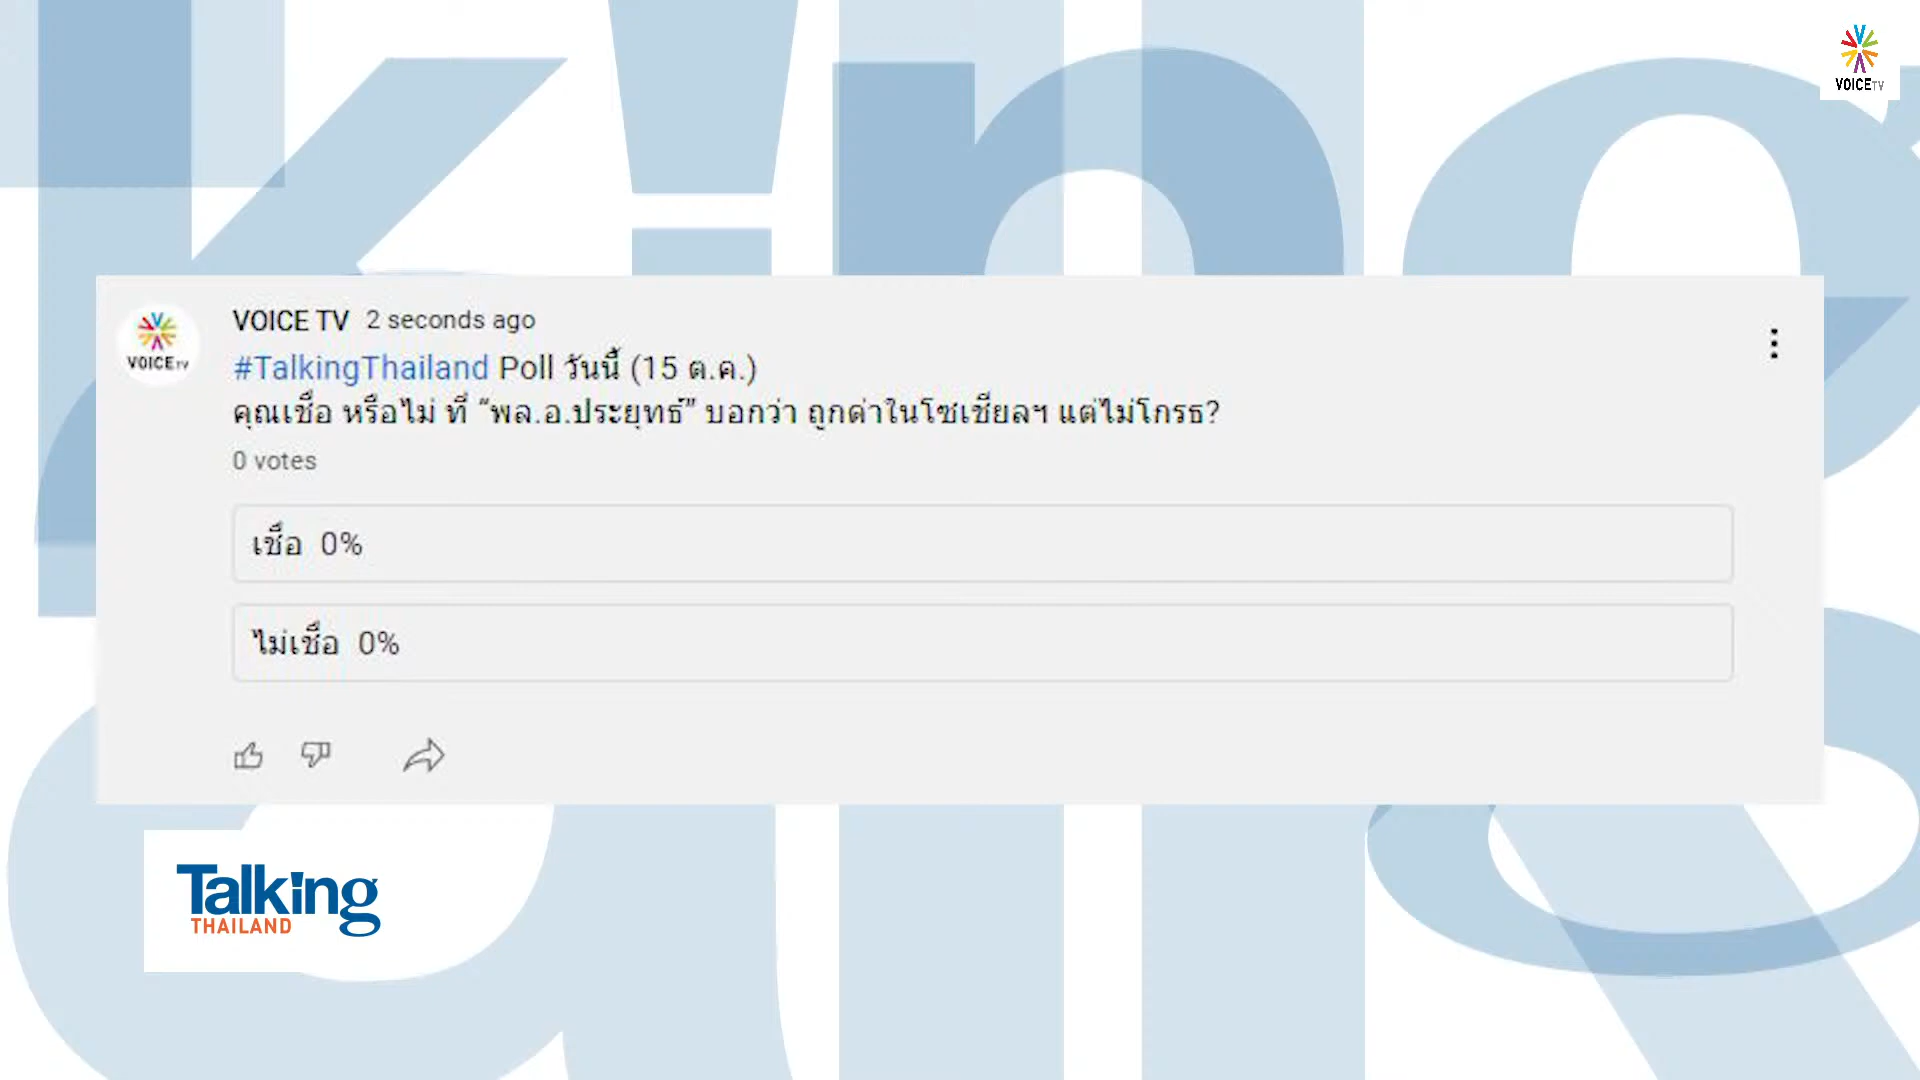 VOICE TV
VOICE TV 2 seconds ago
VOICE TV
#TalkingThailand Poll วันนี้ (15 ต.ค.)
คุณเชื่อ หรือไม่ ที่ “พล.อ.ประยุทธ์” บอกว่า ถูกด่าในโซเชียลฯ แต่ไม่โกรธ?
0 votes
เชื่อ 0%
ไม่เชื่อ 0%
Talking
THAILAND